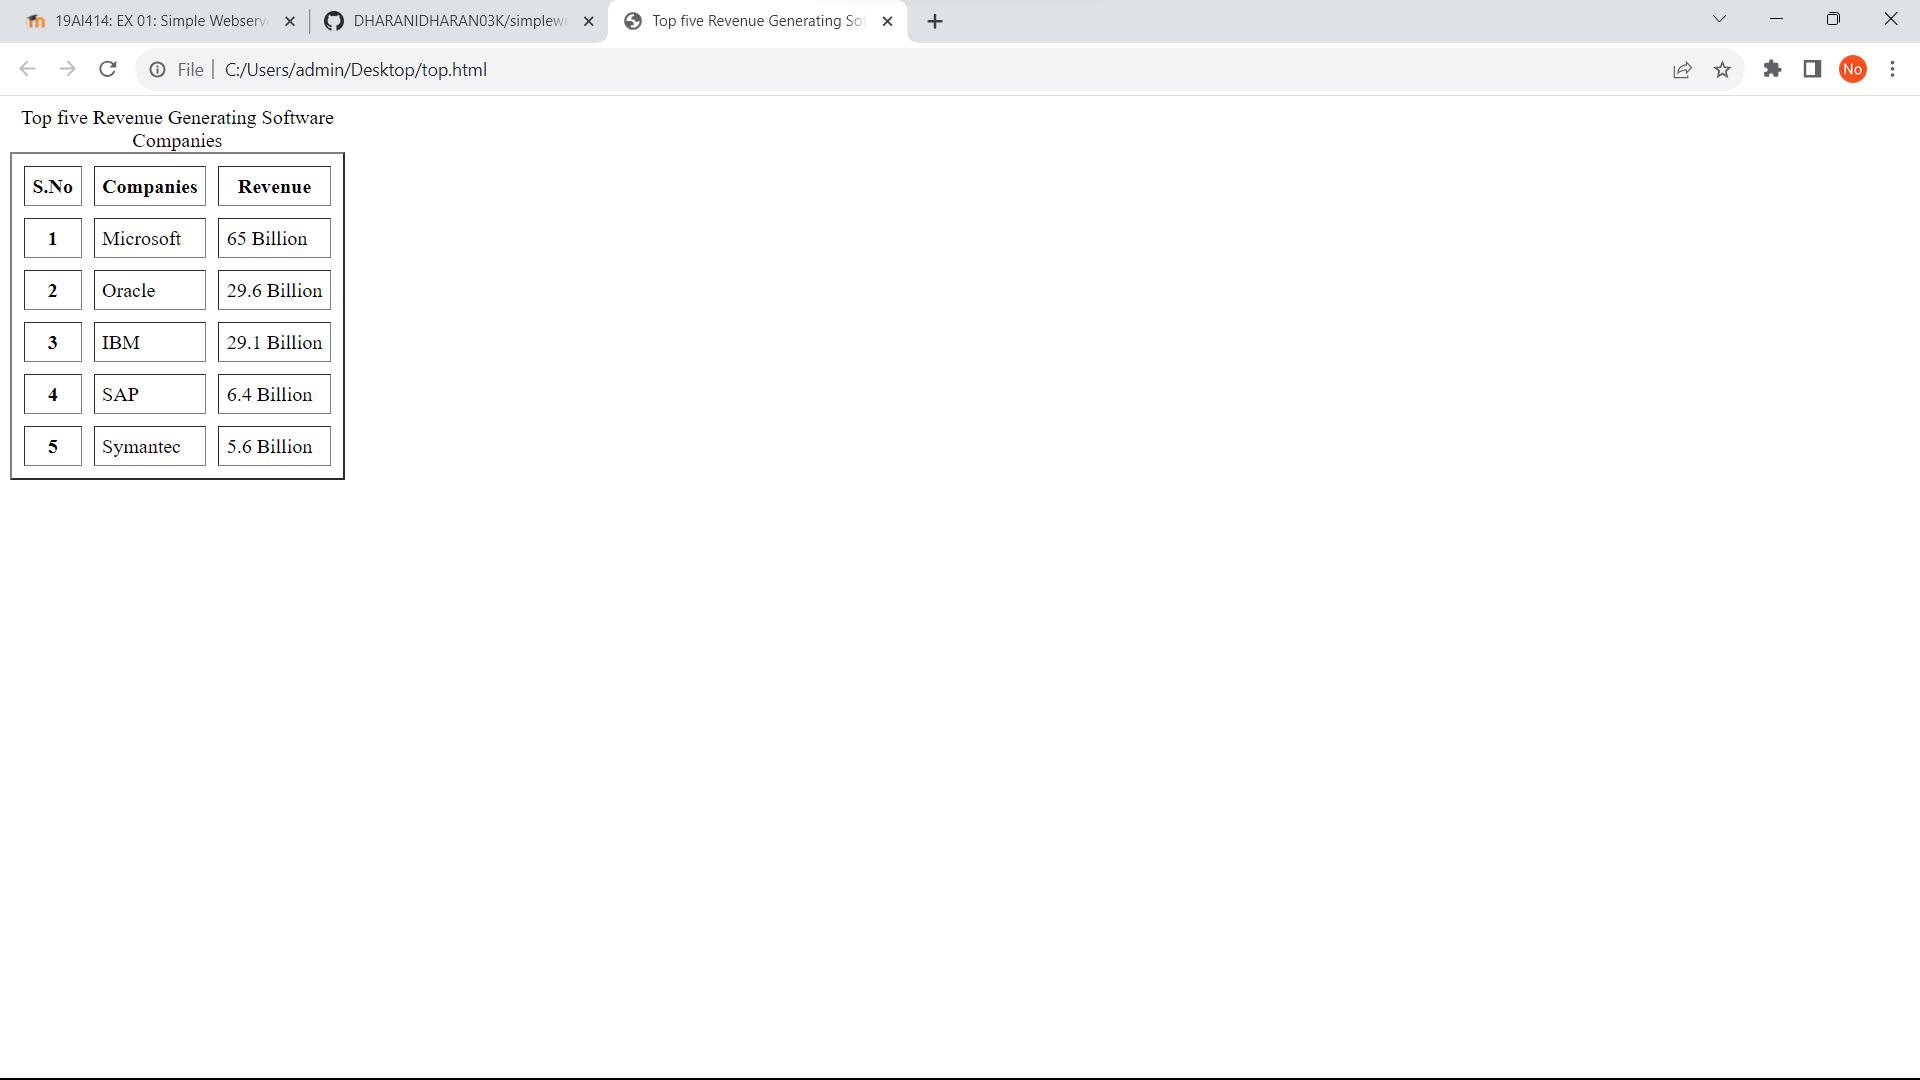 19AI414: EX 01: Simple Webserv
DHARANIDHARAN03K/simplew
Top five Revenue Generating So
File
C:/Users/admin/Desktop/top.html
No
Top five Revenue Generating Software
Companies
S.No Companies Revenue
1 Microsoft 65 Billion
2 Oracle 29.6 Billion
3 IBM 29.1 Billion
4 SAP 6.4 Billion
5 Symantec 5.6 Billion